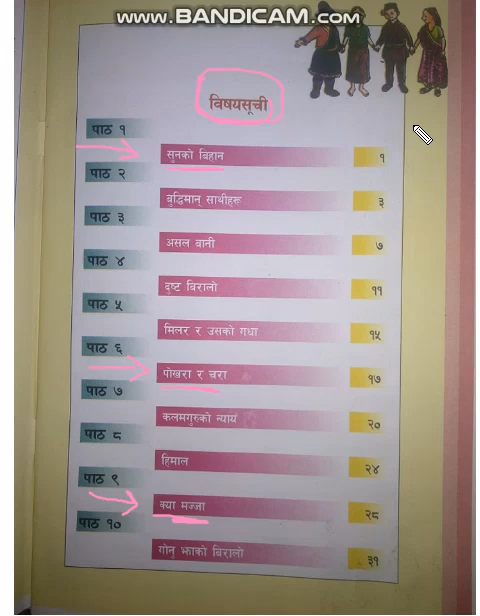 WWW.BANDICAM.COM
विषयसूची
पाठ १
सुनको बिहान १
पाठ २
बुद्धिमान् साथीहरू ३
पाठ ३
असल बानी ७
पाठ ४
दुष्ट बिरालो ११
पाठ ५
मिलर र उसको गधा १५
पाठ ६
पोखरा र चरा १७
पाठ ७
कलमगुरुको न्याय २०
पाठ ८
हिमाल २४
पाठ ९
क्या मज्जा २८
पाठ १०
गोनु झाको बिरालो ३१